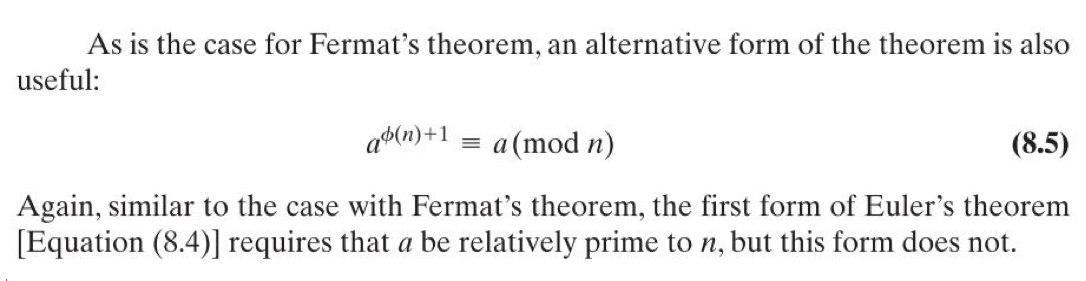 As is the case for Fermat’s theorem, an alternative form of the theorem is also
useful:
a^{ϕ(n)+1} ≡ a (mod n) (8.5)
Again, similar to the case with Fermat’s theorem, the first form of Euler’s theorem
[Equation (8.4)] requires that a be relatively prime to n, but this form does not.